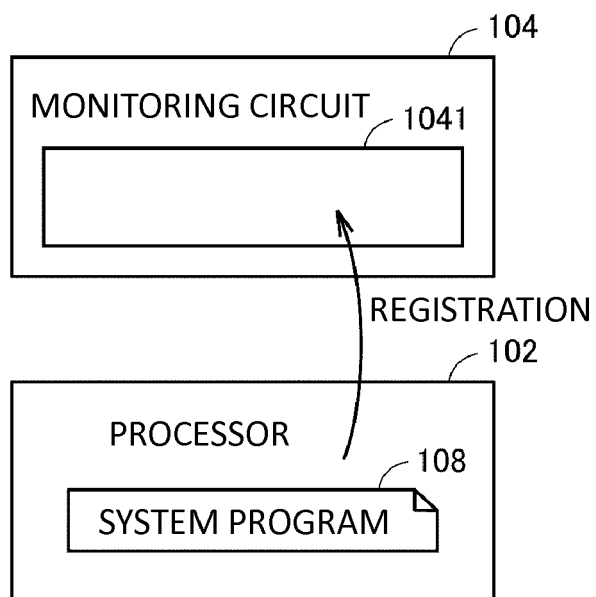 104
MONITORING CIRCUIT
1041
REGISTRATION
102
PROCESSOR
108
SYSTEM PROGRAM